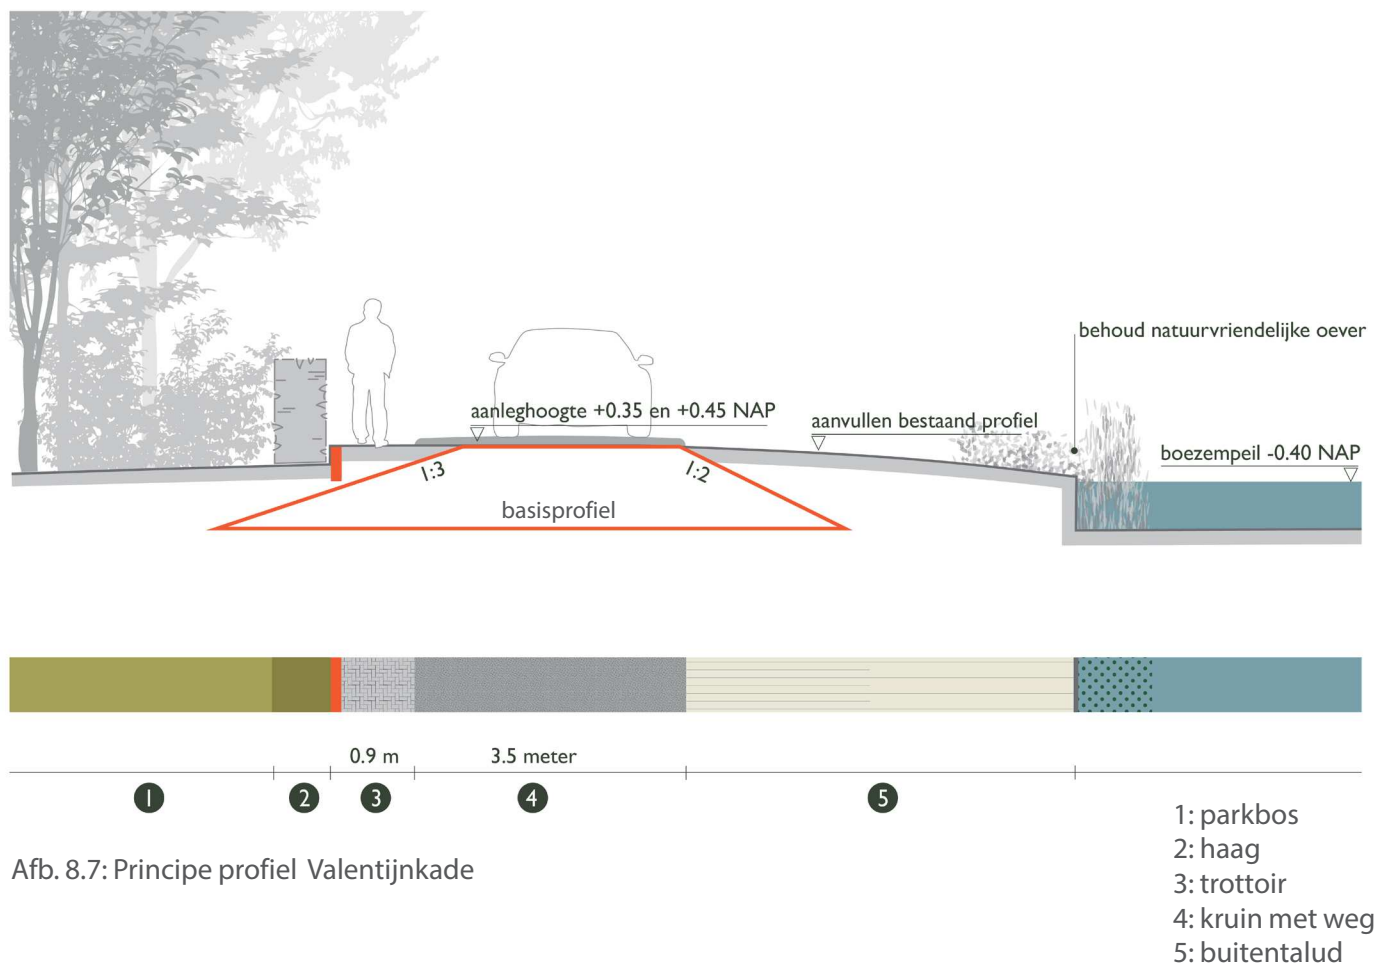 behoud natuurvriendelijke oever
aanleghoogte +0.35 en +0.45 NAP
aanvullen bestaand profiel
boezempeil -0.40 NAP
1:3
1:2
basisprofiel
0.9 m
3.5 meter
1
2
3
4
5
1: parkbos
2: haag
3: trottoir
4: kruin met weg
5: buitentalud
Afb. 8.7: Principe profiel Valentijnkade